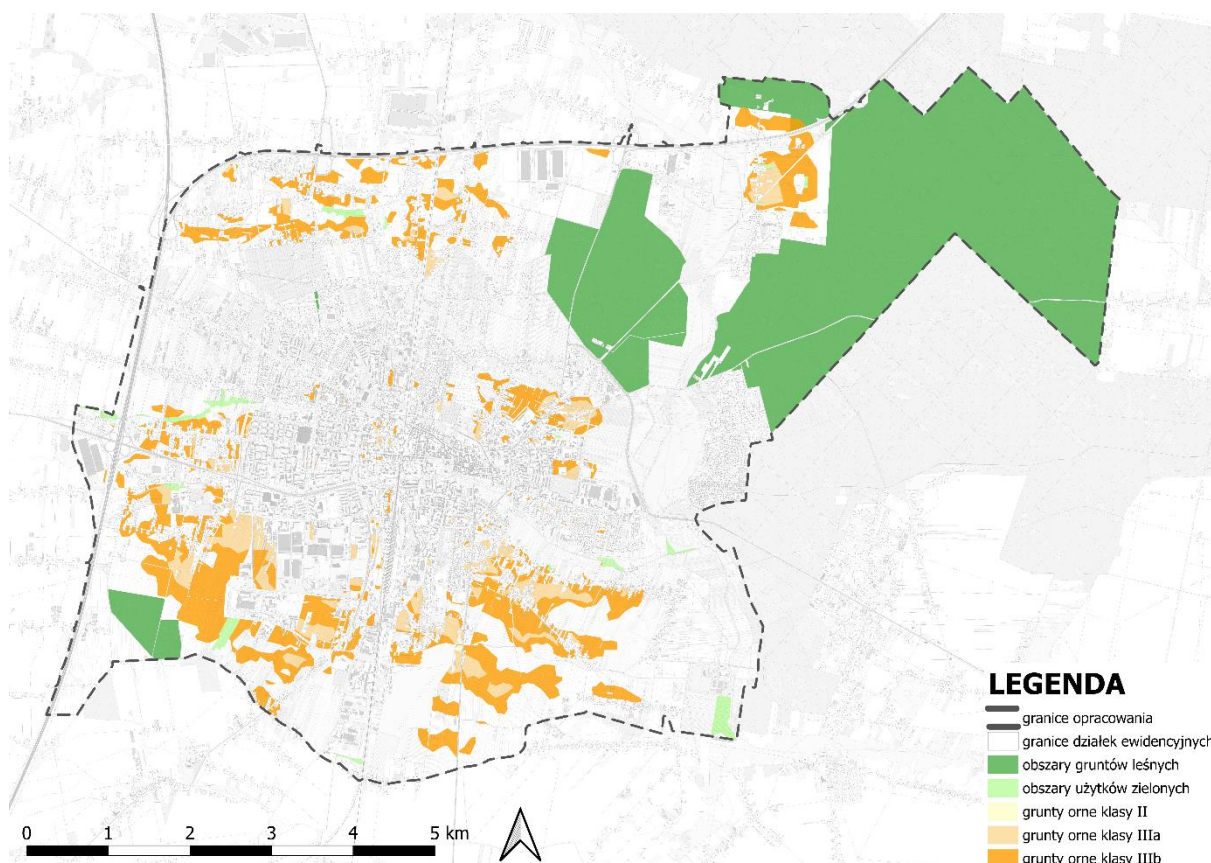 LEGENDA
granice opracowania
granice działek ewidencyjnych
obszary gruntów leśnych
obszary użytków zielonych
grunty orne klasy II
grunty orne klasy IIIa
grunty orne klasy IIIb
0 1 2 3 4 5 km